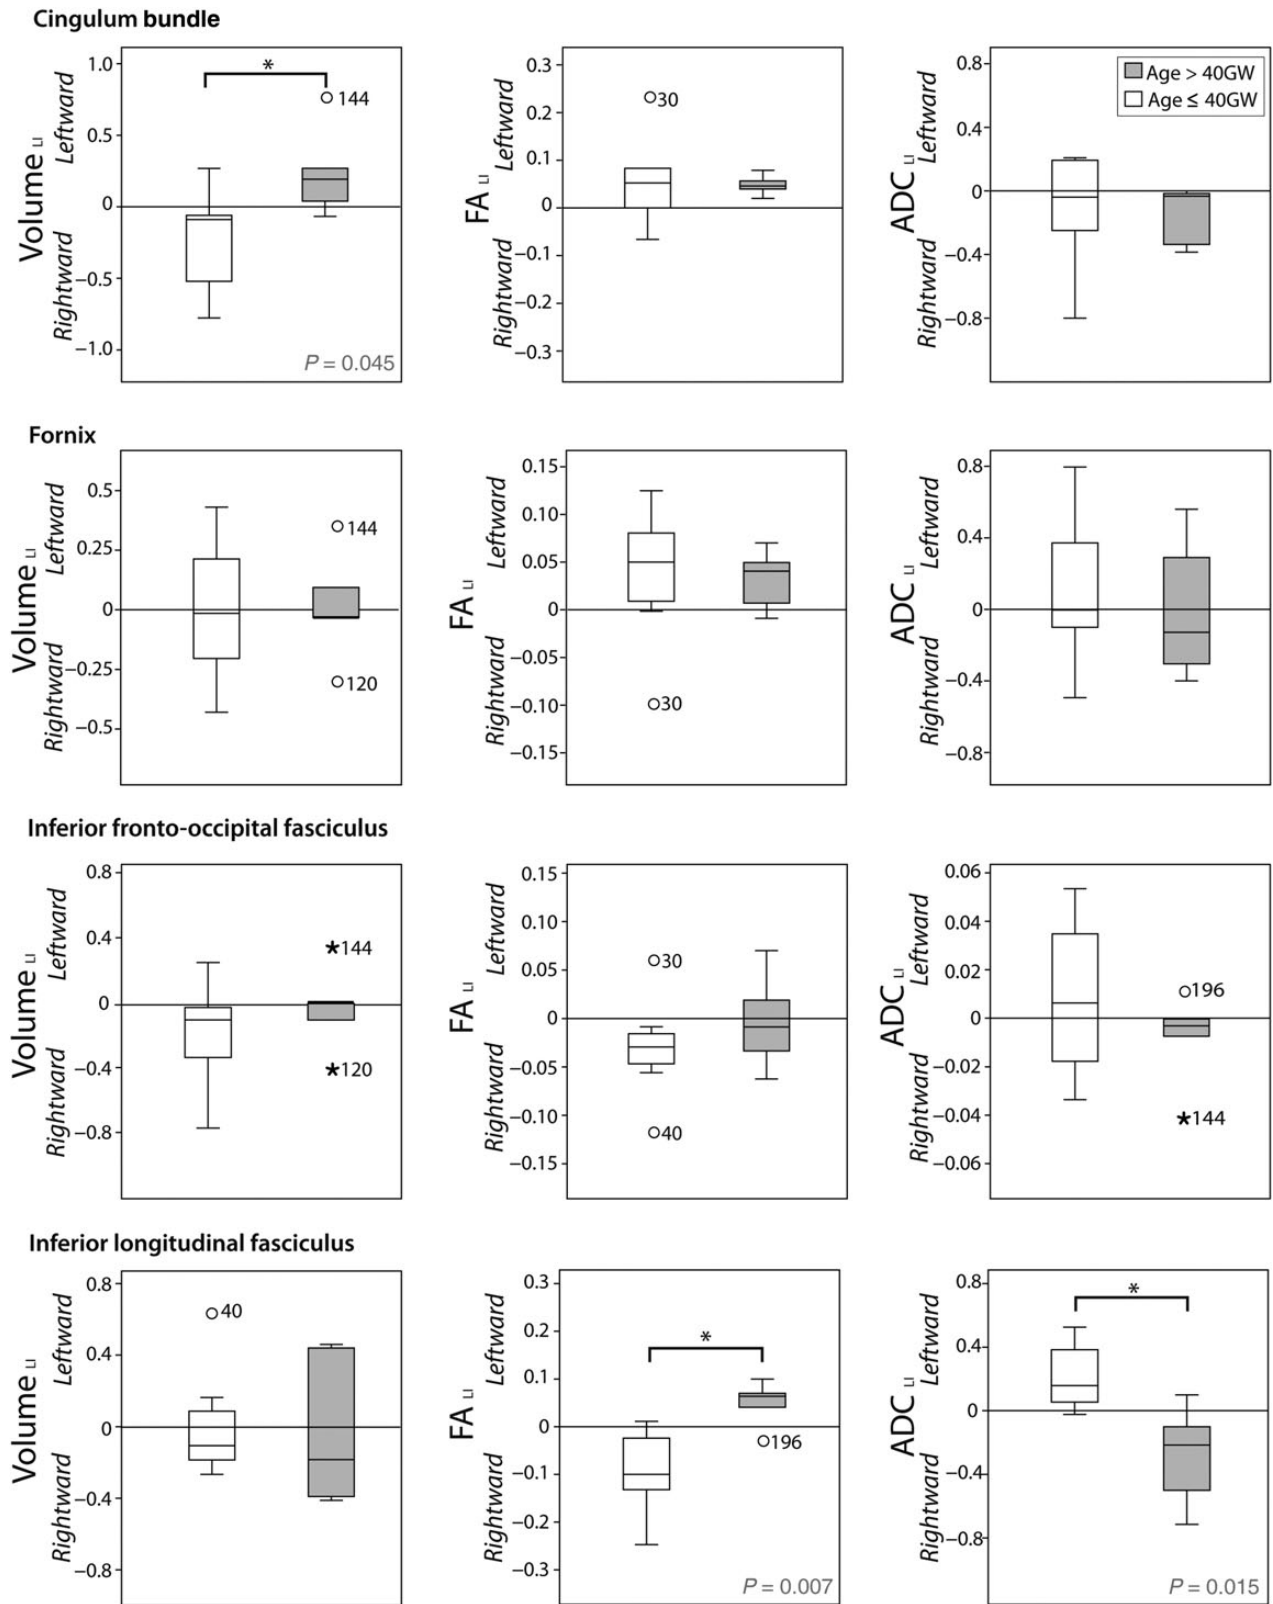 Cingulum bundle
Volume LI
Rightward Leftward
1.0
0.5
0
−0.5
−1.0
*
144
P = 0.045
FA LI
Rightward Leftward
0.3
0.2
0.1
0
−0.1
−0.2
−0.3
30
ADC LI
Rightward Leftward
0.8
0.4
0
−0.4
−0.8
Age > 40GW
Age ≤ 40GW
Fornix
Volume LI
Rightward Leftward
0.5
0.25
0
−0.25
−0.5
144
120
FA LI
Rightward Leftward
0.15
0.10
0.05
0
−0.05
−0.10
−0.15
30
ADC LI
Rightward Leftward
0.8
0.4
0
−0.4
−0.8
Inferior fronto-occipital fasciculus
Volume LI
Rightward Leftward
0.8
0.4
0
−0.4
−0.8
★144
★120
FA LI
Rightward Leftward
0.15
0.10
0.05
0
−0.05
−0.10
−0.15
30
40
ADC LI
Rightward Leftward
0.06
0.04
0.02
0
−0.02
−0.04
−0.06
196
★144
Inferior longitudinal fasciculus
Volume LI
Rightward Leftward
0.8
0.4
0
−0.4
−0.8
40
FA LI
Rightward Leftward
0.3
0.2
0.1
0
−0.1
−0.2
−0.3
*
196
P = 0.007
ADC LI
Rightward Leftward
0.8
0.4
0
−0.4
−0.8
*
P = 0.015